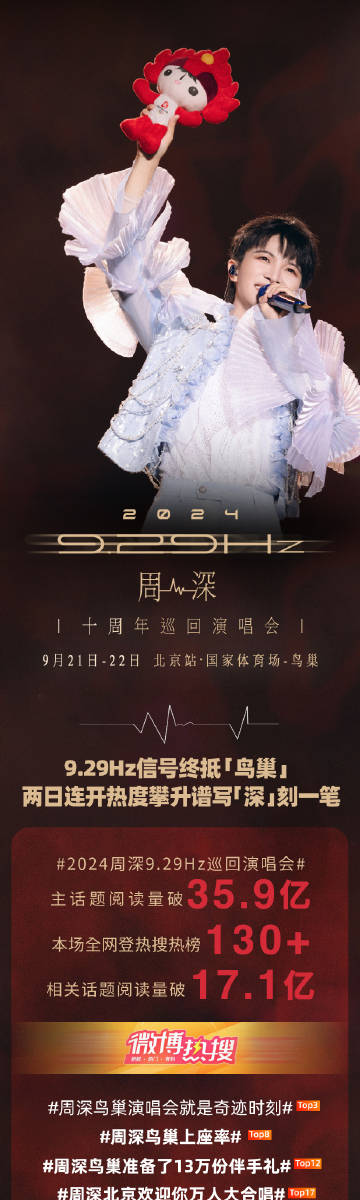 2024
9.29Hz
周深
十周年巡回演唱会
9月21日-22日 北京站·国家体育场-鸟巢
9.29Hz信号终抵「鸟巢」
两日连开热度攀升谱写「深」刻一笔
#2024周深9.29Hz巡回演唱会#
主话题阅读量破35.9亿
本场全网登热搜热榜130+
相关话题阅读量破17.1亿
微博热搜
#周深鸟巢演唱会就是奇迹时刻# Top3
#周深鸟巢上座率# Top8
#周深鸟巢准备了13万份伴手礼# Top12
#周深北京欢迎你万人大合唱# Top17